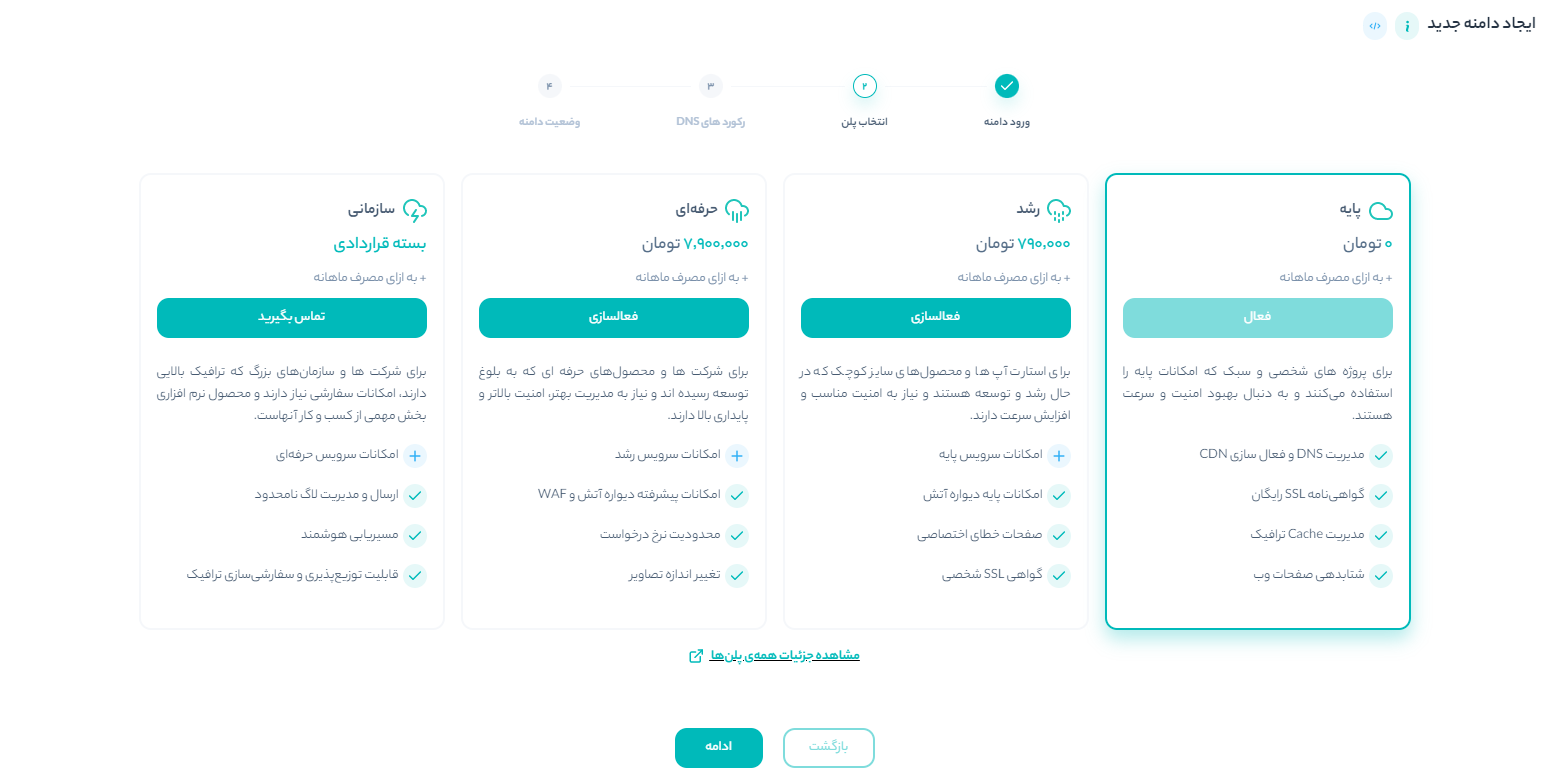 ایجاد دامنه جدید
ورود دامنه
۲
انتخاب پلن
۳
رکورد های DNS
۴
وضعیت دامنه
پایه
۰ تومان
+ به ازای مصرف ماهانه
فعال
برای پروژه های شخصی و سبک که امکانات پایه را
استفاده می‌کنند و به دنبال بهبود امنیت و سرعت
هستند.
مدیریت DNS و فعال سازی CDN
گواهی‌نامه SSL رایگان
مدیریت Cache ترافیک
شتابدهی صفحات وب
رشد
۷۹۰,۰۰۰ تومان
+ به ازای مصرف ماهانه
فعالسازی
برای استارت آپ ها و محصول‌های سایز کوچک که در
حال رشد و توسعه هستند و نیاز به امنیت مناسب و
افزایش سرعت دارند.
امکانات سرویس پایه
امکانات پایه دیواره آتش
صفحات خطای اختصاصی
گواهی SSL شخصی
حرفه‌ای
۷,۹۰۰,۰۰۰ تومان
+ به ازای مصرف ماهانه
فعالسازی
برای شرکت ها و محصول‌های حرفه ای که به بلوغ
توسعه رسیده اند و نیاز به مدیریت بهتر، امنیت بالاتر و
پایداری بالا دارند.
امکانات سرویس رشد
امکانات پیشرفته دیواره آتش و WAF
محدودیت نرخ درخواست
تغییر اندازه تصاویر
سازمانی
بسته قراردادی
+ به ازای مصرف ماهانه
تماس بگیرید
برای شرکت ها و سازمان‌های بزرگ که ترافیک بالایی
دارند، امکانات سفارشی نیاز دارند و محصول نرم افزاری
بخش مهمی از کسب و کار آنهاست.
امکانات سرویس حرفه‌ای
ارسال و مدیریت لاگ نامحدود
مسیریابی هوشمند
قابلیت توزیع‌پذیری و سفارشی‌سازی ترافیک
مشاهده جزئیات همه‌ی پلن‌ها
بازگشت
ادامه